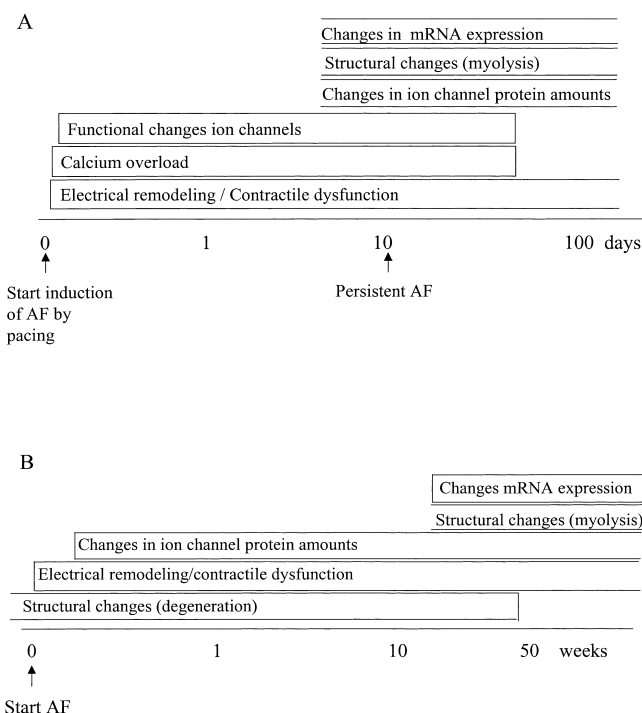 A
Changes in mRNA expression
Structural changes (myolysis)
Changes in ion channel protein amounts
Functional changes ion channels
Calcium overload
Electrical remodeling / Contractile dysfunction
0 1 10 100 days
Start induction
of AF by
pacing
Persistent AF
B
Changes mRNA expression
Structural changes (myolysis)
Changes in ion channel protein amounts
Electrical remodeling/contractile dysfunction
Structural changes (degeneration)
0 1 10 50 weeks
Start AF